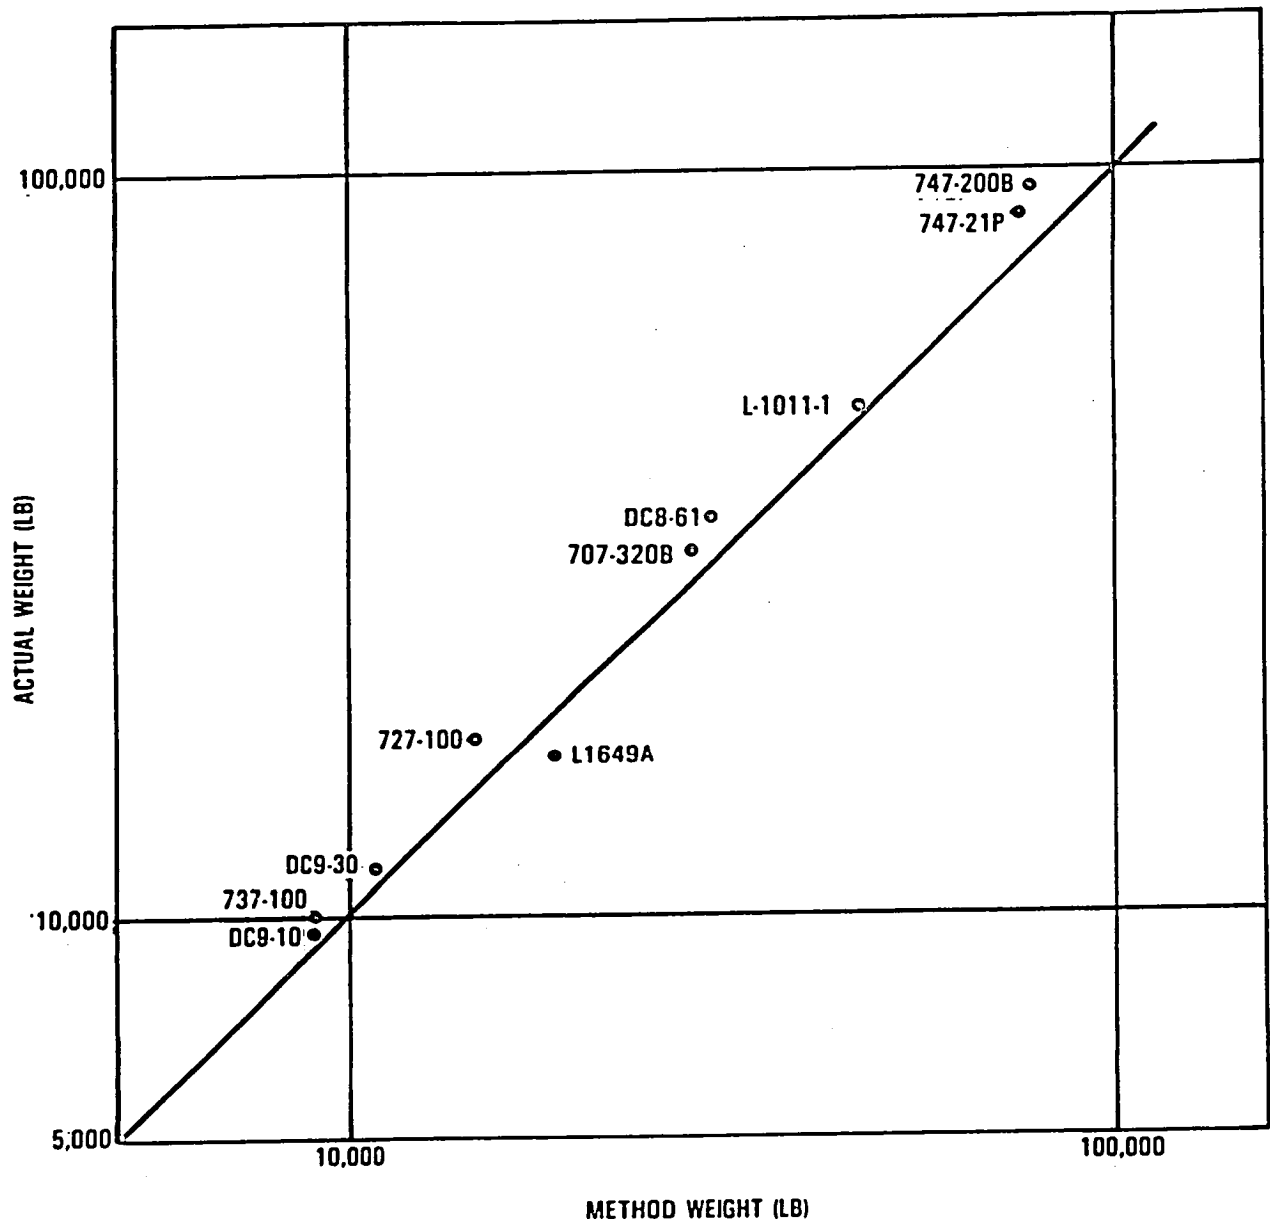 100,000
747-200B
747-21P
L-1011-1
DC8-61
707-320B
ACTUAL WEIGHT (LB)
727-100
L1649A
DC9-30
737-100
10,000
DC9-10
5,000
10,000
100,000
METHOD WEIGHT (LB)